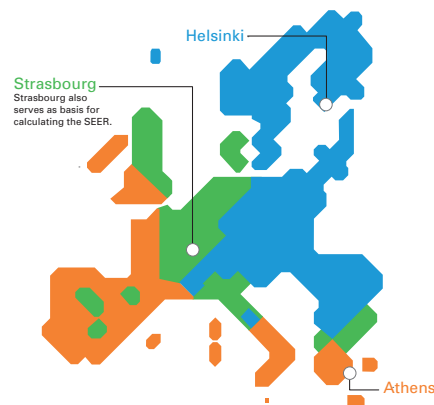 Helsinki
Strasbourg
Strasbourg also
serves as basis for
calculating the SEER.
Athens